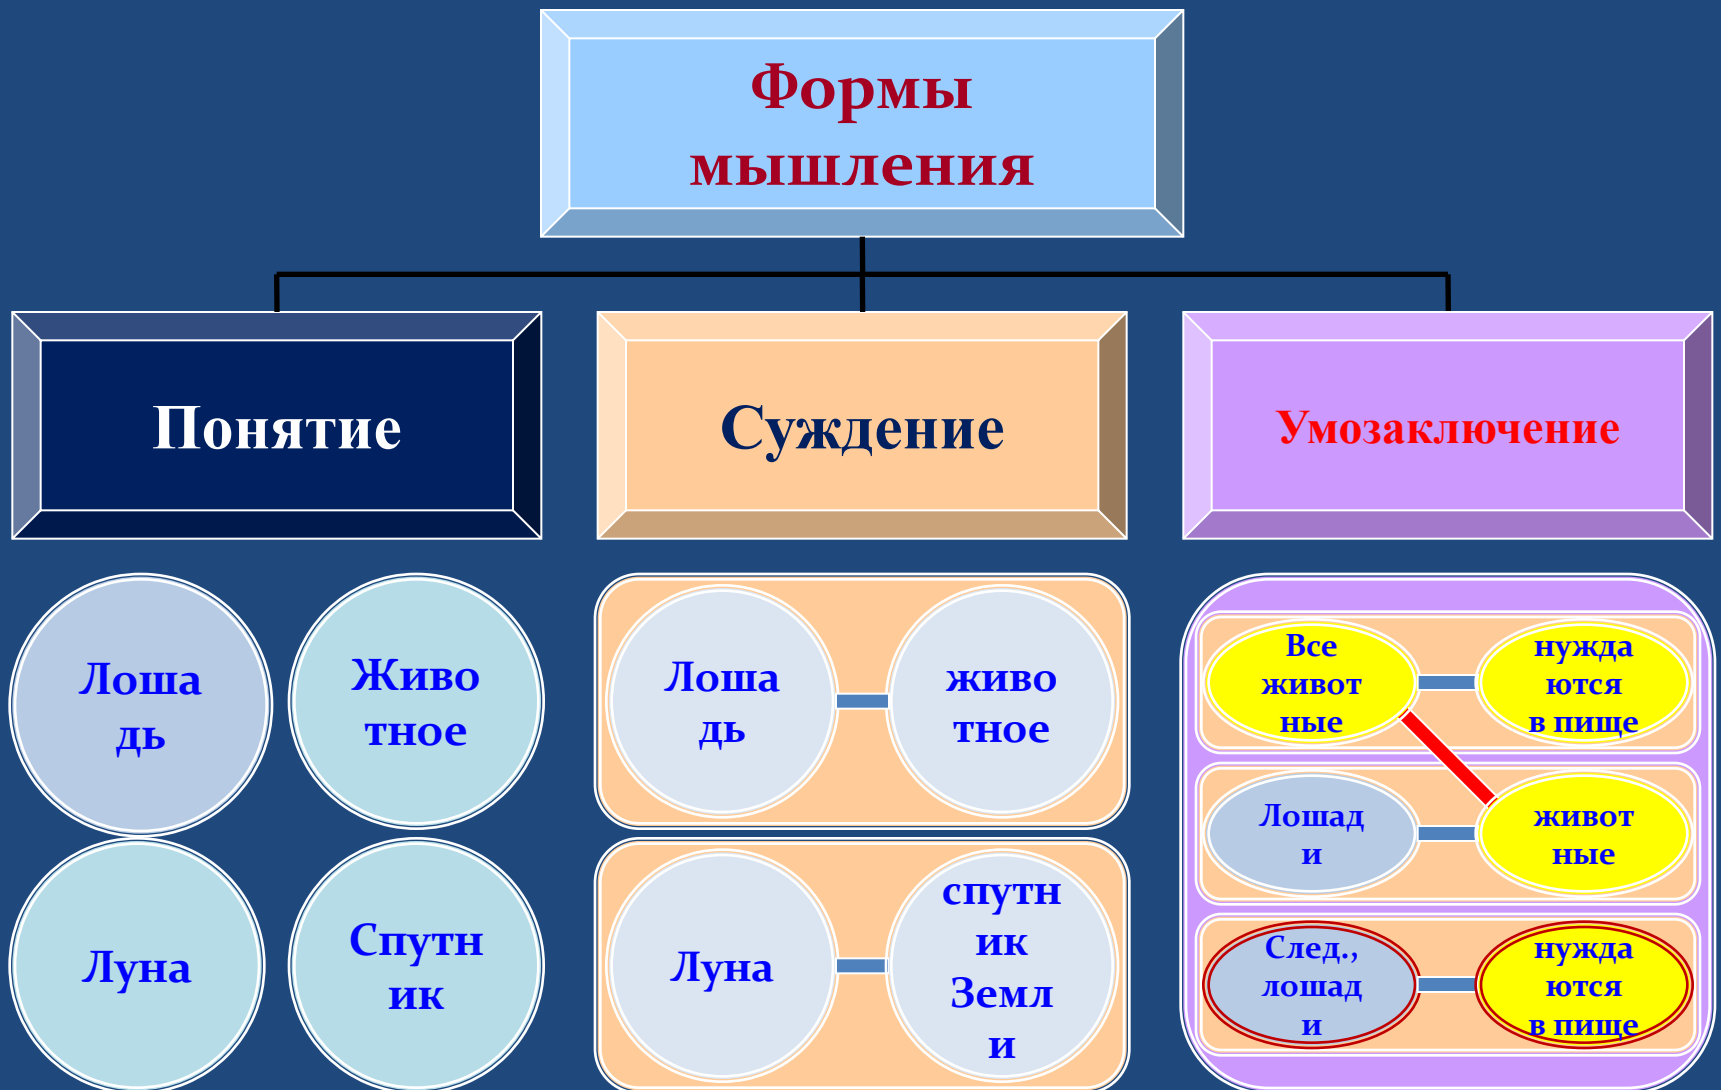 Формы
мышления
Понятие
Суждение
Умозаключение
Лоша
дь
Живо
тное
Луна
Спутн
ик
Лоша
дь
живо
тное
Луна
спутн
ик
Земл
и
Все
живот
ные
нужда
ются
в пище
Лошад
и
живот
ные
След.,
лошад
и
нужда
ются
в пище